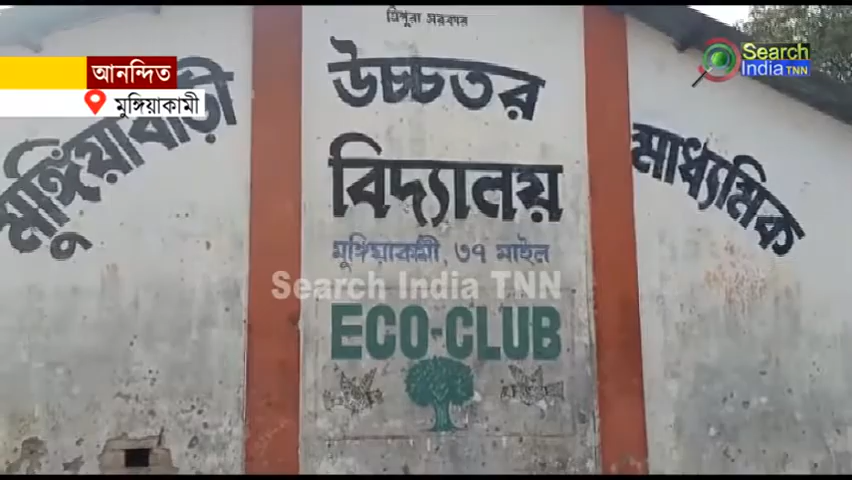 ত্রিপুরা সরকার
Search
India TNN
আনন্দিত
মুঙ্গিয়াকামী
মুঙ্গিয়াবাড়ী
উচ্চতর
মাধ্যমিক
বিদ্যালয়
মুঙ্গিয়াকামী, ৩৭ মাইল
Search India TNN
ECO-CLUB